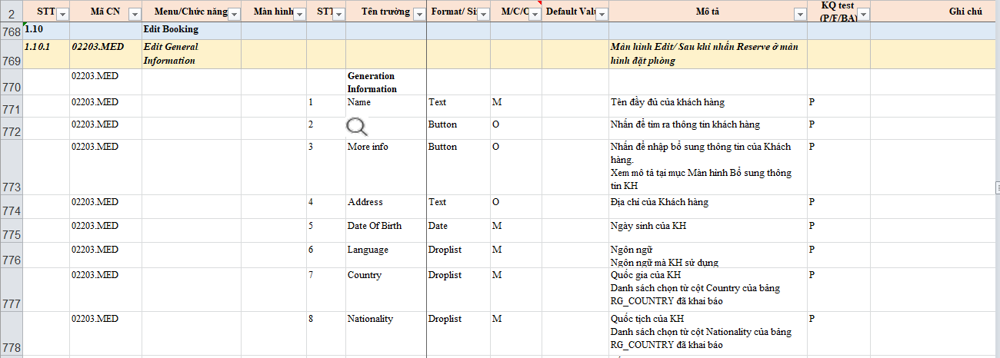 2 STT Mã CN Menu/Chức năng Màn hình STT Tên trường Format/ Si M/C/O Default Valu Mô tả KQ test (P/F/BA) Ghi chú
768 1.10 Edit Booking
769 1.10.1 02203.MED Edit General Information Màn hình Edit/ Sau khi nhấn Reserve ở màn hình đặt phòng
770 02203.MED Generation Information
771 02203.MED 1 Name Text M Tên đầy đủ của khách hàng P
772 02203.MED 2 Button O Nhấn để tìm ra thông tin khách hàng P
773 02203.MED 3 More info Button O Nhấn để nhập bổ sung thông tin của Khách hàng. P
Xem mô tả tại mục Màn hình Bổ sung thông tin KH
774 02203.MED 4 Address Text O Địa chỉ của Khách hàng P
775 02203.MED 5 Date Of Birth Date M Ngày sinh của KH P
776 02203.MED 6 Language Droplist M Ngôn ngữ P
Ngôn ngữ mà KH sử dụng
777 02203.MED 7 Country Droplist M Quốc gia của KH P
Danh sách chọn từ cột Country của bảng RG_COUNTRY đã khai báo
778 02203.MED 8 Nationality Droplist M Quốc tịch của KH P
Danh sách chọn từ cột Nationality của bảng RG_COUNTRY đã khai báo